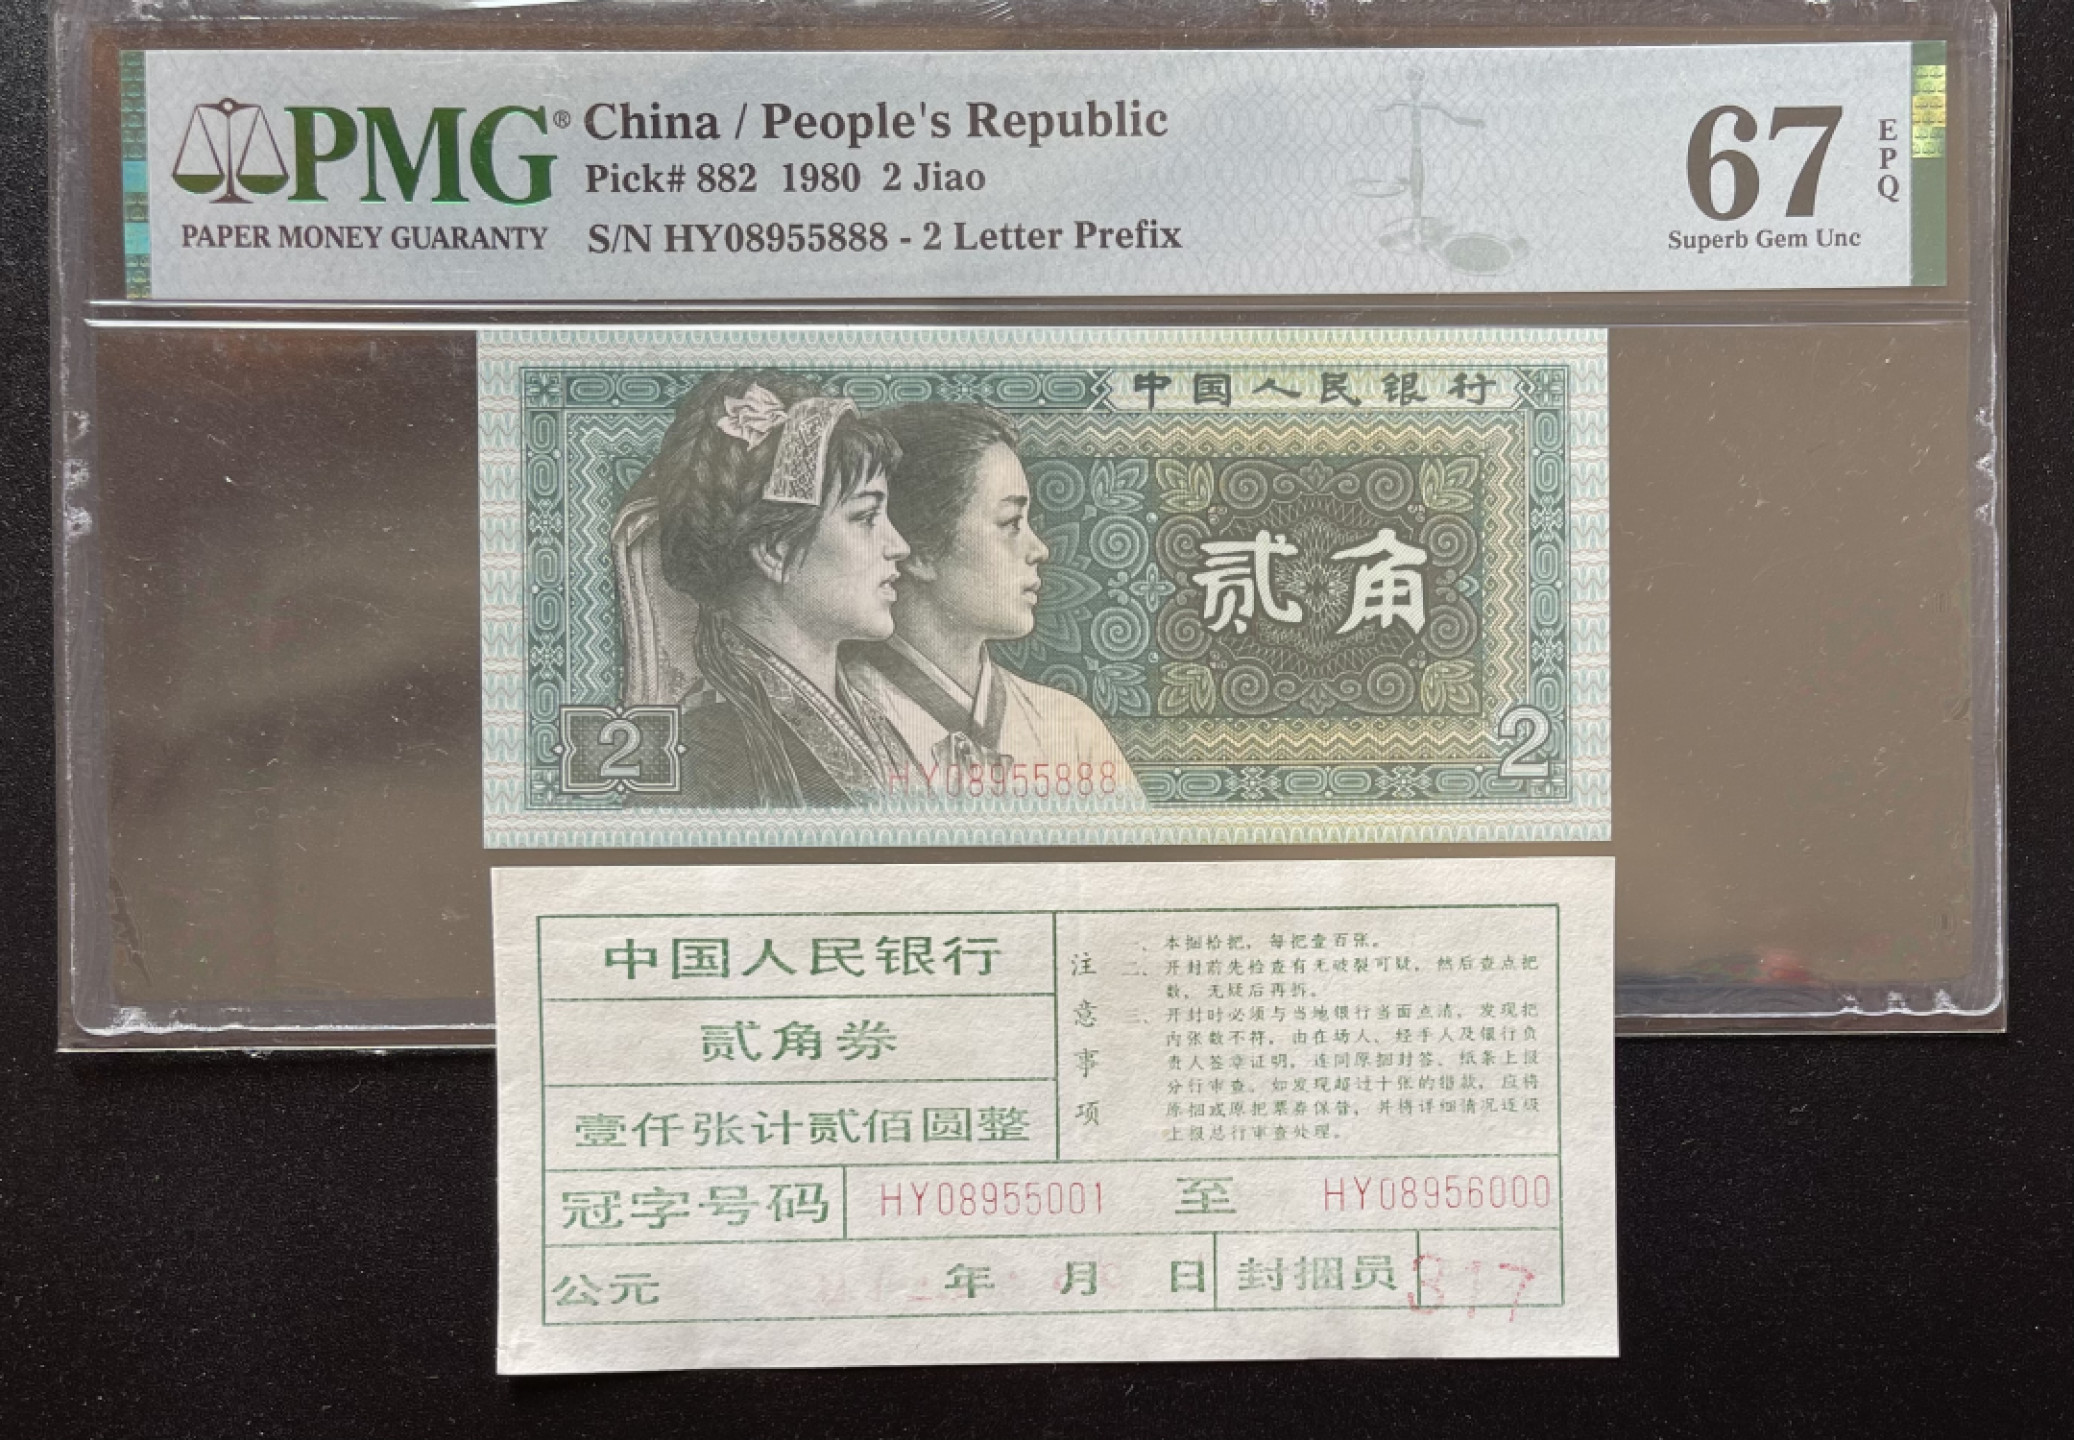 PMG® China / People's Republic
Pick# 882 1980 2 Jiao
PAPER MONEY GUARANTY
S/N HY08955888 - 2 Letter Prefix
67
EPQ
Superb Gem Unc
中国人民银行
贰角
2
2
HY08955888
中国人民银行
贰角券
壹仟张计贰佰圆整
注意事项
一、本捆拾把，每把壹百张。
二、开封前先检查有无破裂可疑，然后查点把
数，无疑后再拆。
三、开封时必须与当地银行当面点清，发现把
内张数不符，由在场人、经手人及银行负
责人签章证明，连同原捆封签、纸条上报
分行审查。如发现超过十张的错款，应将
原捆或原把票券保管，并将详细情况逐级
上报总行审查处理。
冠字号码 HY08955001 至 HY08956000
公元 年 月 日 封捆员 317